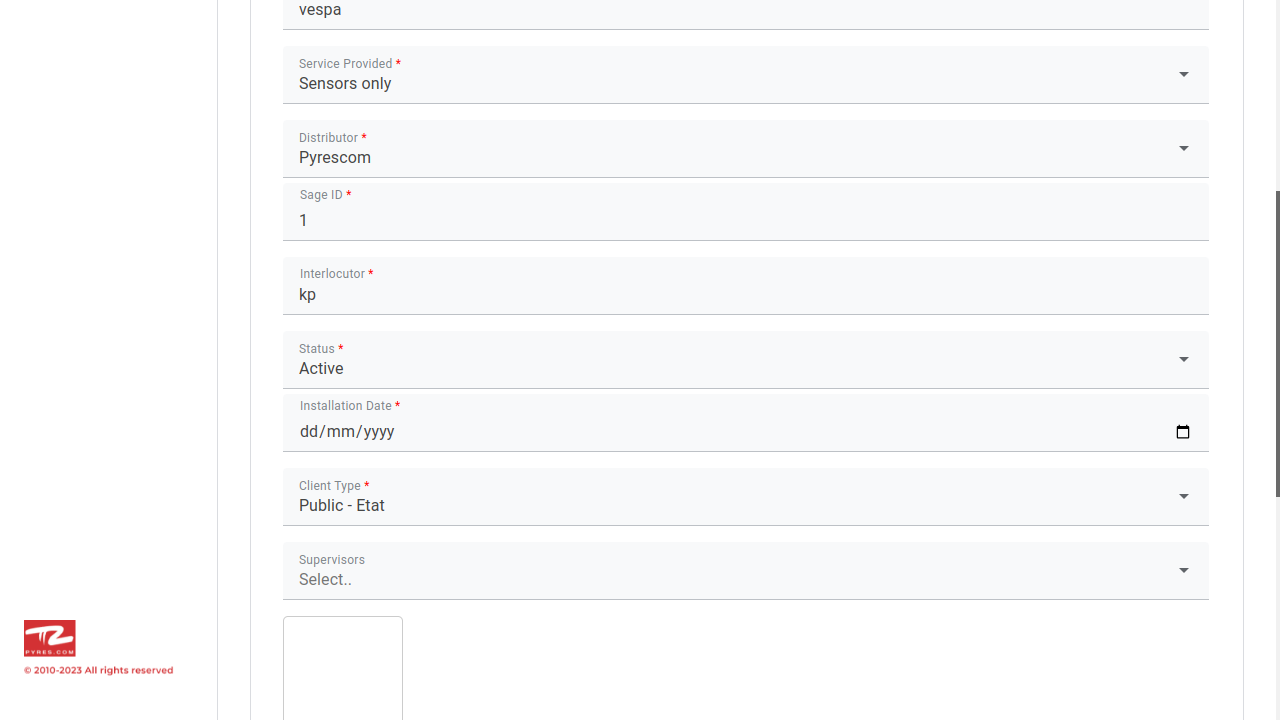 vespa
Service Provided *
Sensors only
Distributor *
Pyrescom
Sage ID *
1
Interlocutor *
kp
Status *
Active
Installation Date *
dd/mm/yyyy
Client Type *
Public - Etat
Supervisors
Select..
PYRES.COM
© 2010-2023 All rights reserved